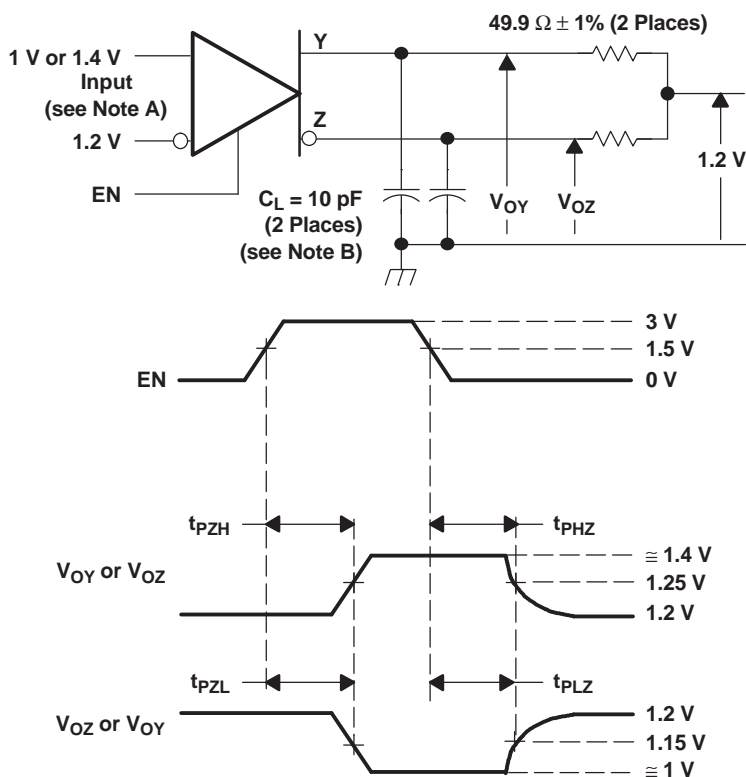 49.9 Ω ± 1% (2 Places)
Y
1 V or 1.4 V
Input
(see Note A)
Z
1.2 V
1.2 V
EN
C_L = 10 pF
(2 Places)
(see Note B)
V_OY
V_OZ
3 V
1.5 V
EN
0 V
t_PZH
t_PHZ
≅ 1.4 V
V_OY or V_OZ
1.25 V
1.2 V
t_PZL
t_PLZ
1.2 V
V_OZ or V_OY
1.15 V
≅ 1 V